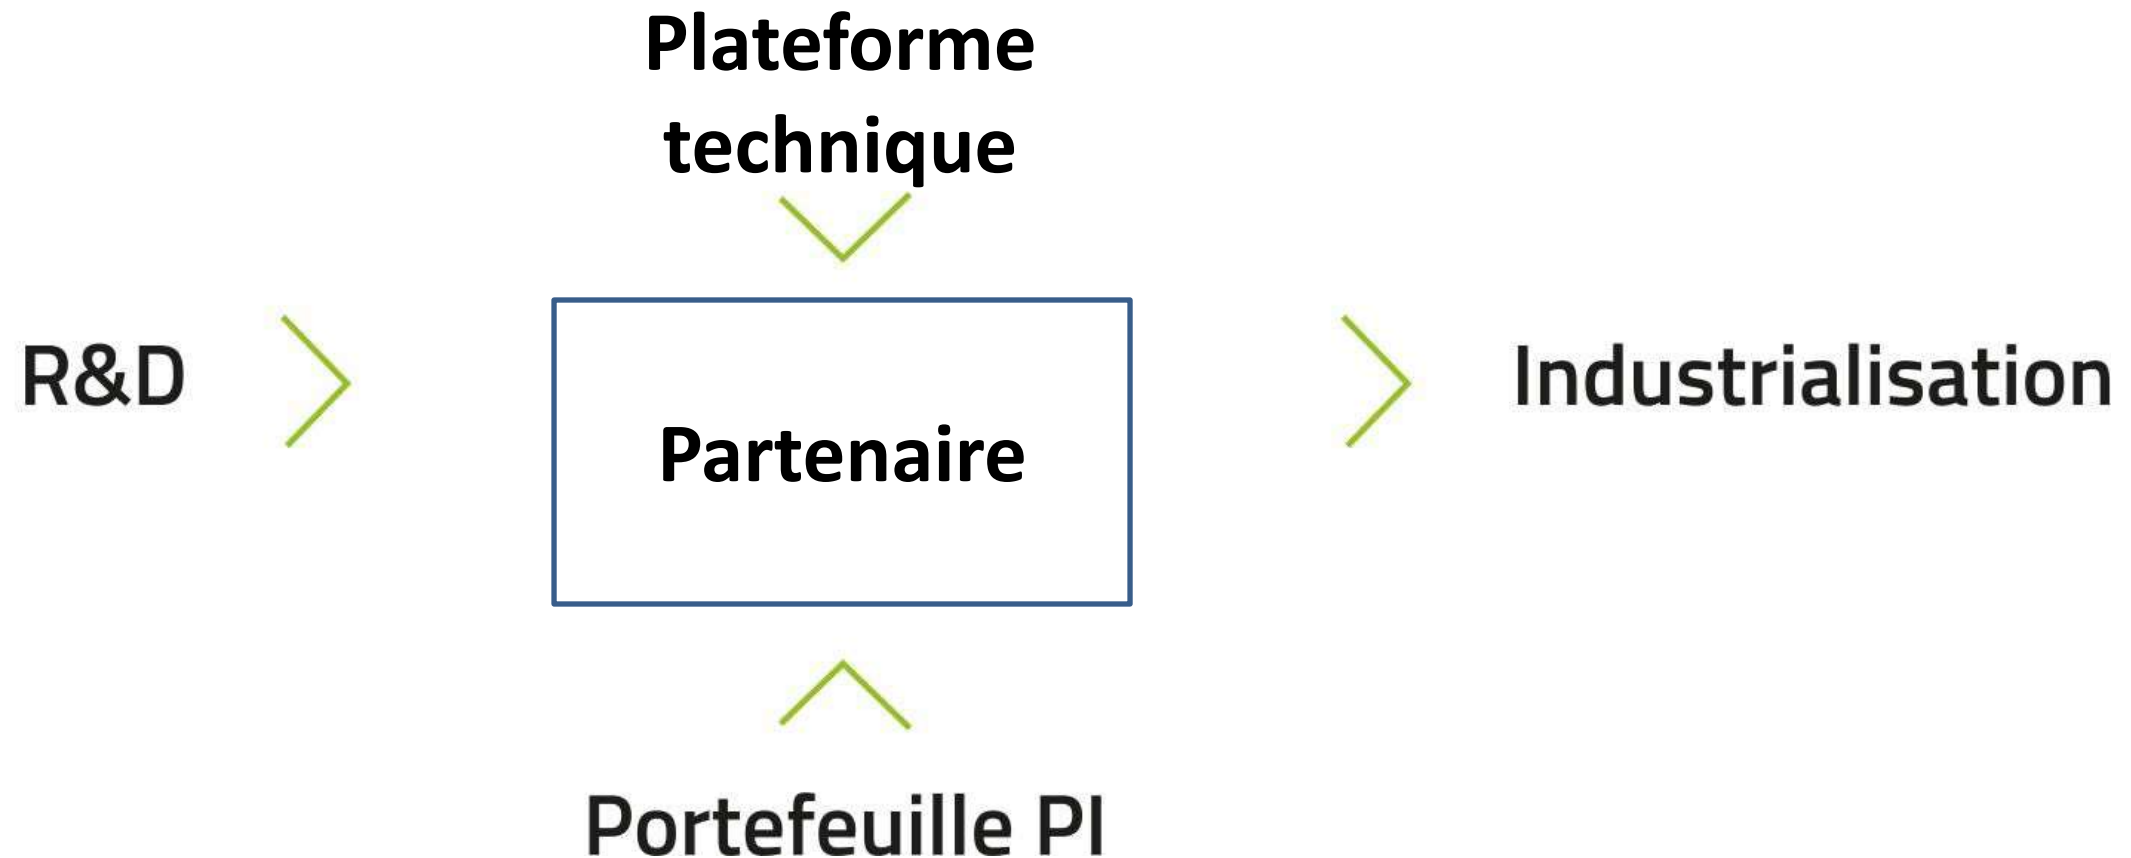 Plateforme
technique
R&D
Partenaire
Industrialisation
Portefeuille PI